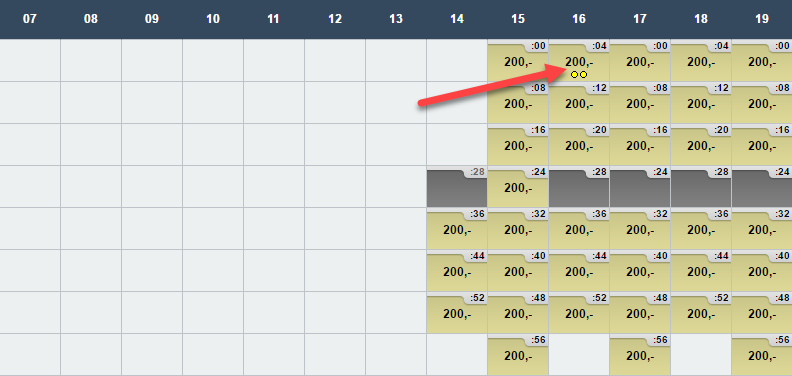 07 08 09 10 11 12 13 14 15 16 17 18 19
:00 :04 :00 :04 :00
200,- 200,- 200,- 200,- 200,-
:08 :12 :08 :12 :08
200,- 200,- 200,- 200,- 200,-
:16 :20 :16 :20 :16
200,- 200,- 200,- 200,- 200,-
:28 :24 :28 :24 :28 :24
200,-
:36 :32 :36 :32 :36 :32
200,- 200,- 200,- 200,- 200,- 200,-
:44 :40 :44 :40 :44 :40
200,- 200,- 200,- 200,- 200,- 200,-
:52 :48 :52 :48 :52 :48
200,- 200,- 200,- 200,- 200,- 200,-
:56 :56 :56
200,- 200,- 200,-